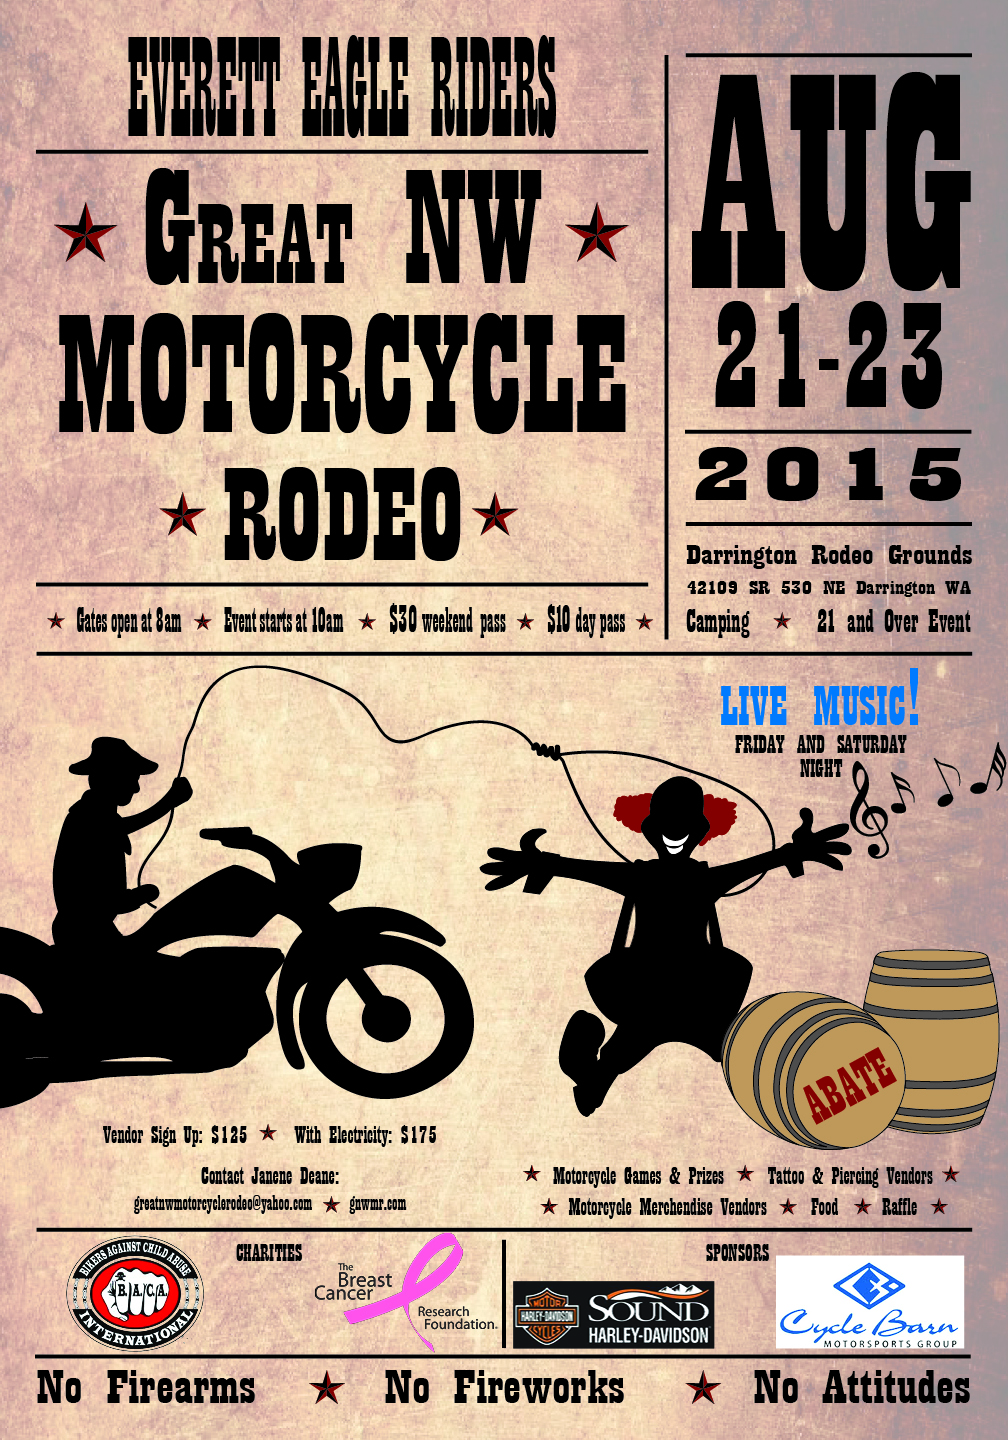 EVERETT EAGLE RIDERS
GREAT NW
MOTORCYCLE
RODEO
AUG
21-23
2015
Darrington Rodeo Grounds
42109 SR 530 NE Darrington WA
Camping 21 and Over Event
Gates open at 8am Event starts at 10am $30 weekend pass $10 day pass
LIVE MUSIC!
FRIDAY AND SATURDAY
NIGHT
ABATE
Vendor Sign Up: $125 With Electricity: $175
Contact Janene Deane:
greatnwmotorcyclerodeo@yahoo.com gnwmr.com
Motorcycle Games & Prizes Tattoo & Piercing Vendors
Motorcycle Merchendise Vendors Food Raffle
CHARITIES
BIKERS AGAINST CHILD ABUSE
B.A.C.A.
INTERNATIONAL
The
Breast
Cancer
Research
Foundation.
SPONSORS
MOTOR
HARLEY-DAVIDSON
CYCLES
SOUND
HARLEY-DAVIDSON
Cycle Barn
MOTORSPORTS GROUP
No Firearms No Fireworks No Attitudes